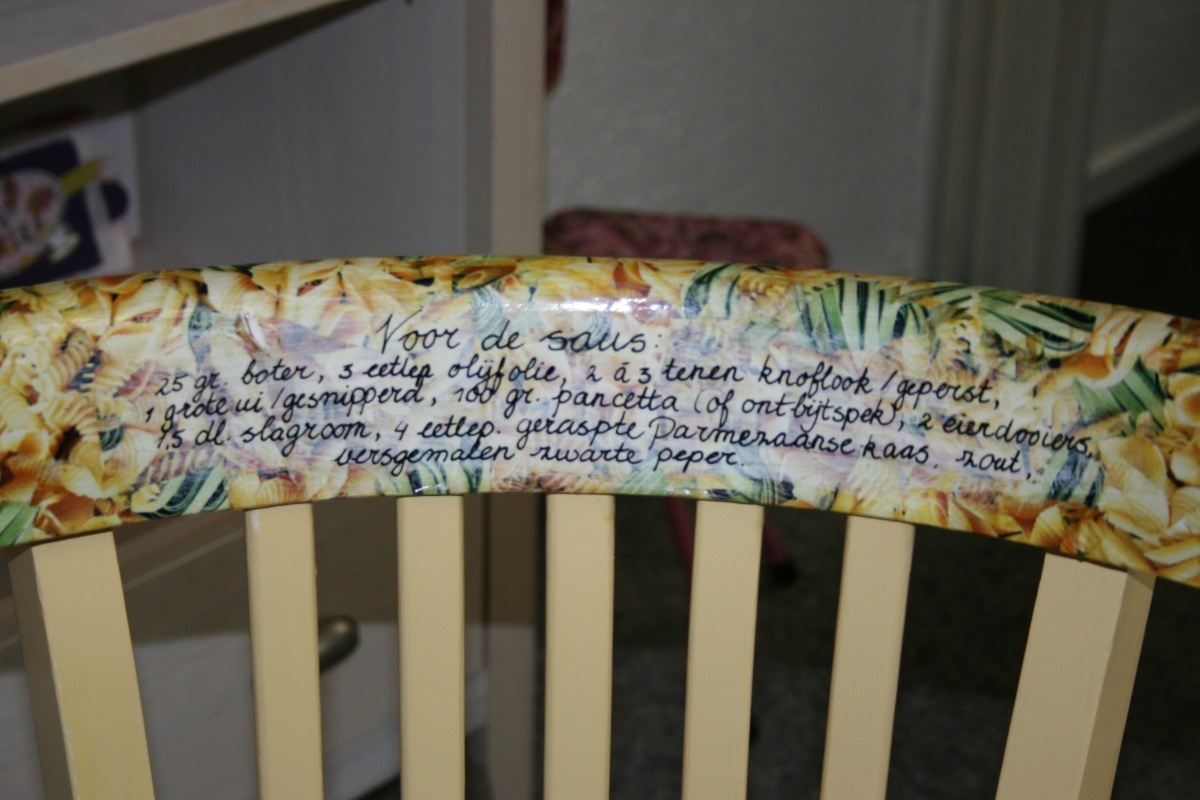 Voor de saus:
25 gr. boter, 3 eetlep olijfolie, 2 á 3 tenen knoflook / geperst,
1 grote ui / gesnipperd, 100 gr. pancetta (of ontbijtspek), 2 eierdooiers,
1,5 dl. slagroom, 4 eetlep. geraspte Parmezaanse kaas, zout,
versgemalen zwarte peper.